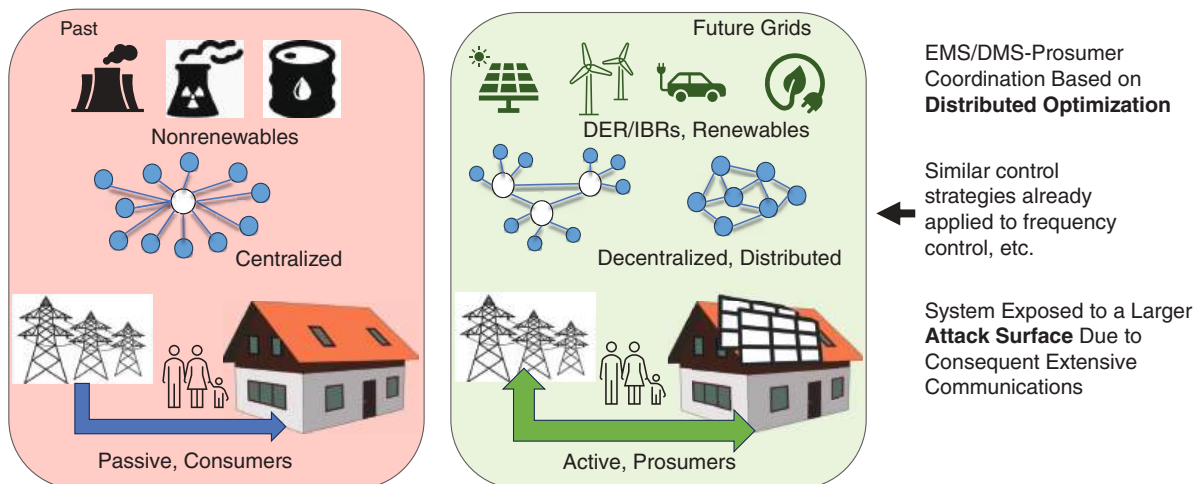 Past
Nonrenewables
Centralized
Passive, Consumers
Future Grids
DER/IBRs, Renewables
Decentralized, Distributed
Active, Prosumers
EMS/DMS-Prosumer
Coordination Based on
Distributed Optimization
Similar control
strategies already
applied to frequency
control, etc.
System Exposed to a Larger
Attack Surface Due to
Consequent Extensive
Communications